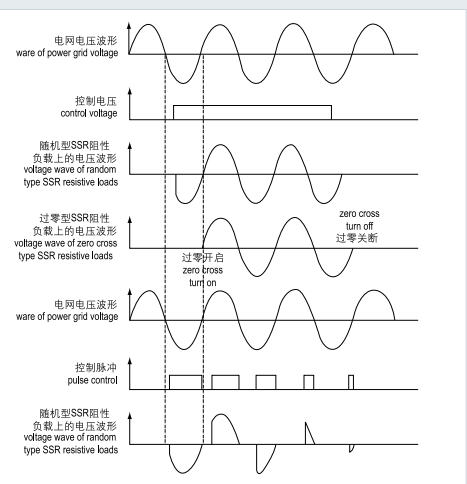 电网电压波形
ware of power grid voltage
控制电压
control voltage
随机型SSR阻性
负载上的电压波形
voltage wave of random
type SSR resistive loads
过零型SSR阻性
负载上的电压波形
voltage wave of zero cross
type SSR resistive loads
zero cross
turn off
过零关断
过零开启
zero cross
turn on
电网电压波形
ware of power grid voltage
控制脉冲
pulse control
随机型SSR阻性
负载上的电压波形
voltage wave of random
type SSR resistive loads